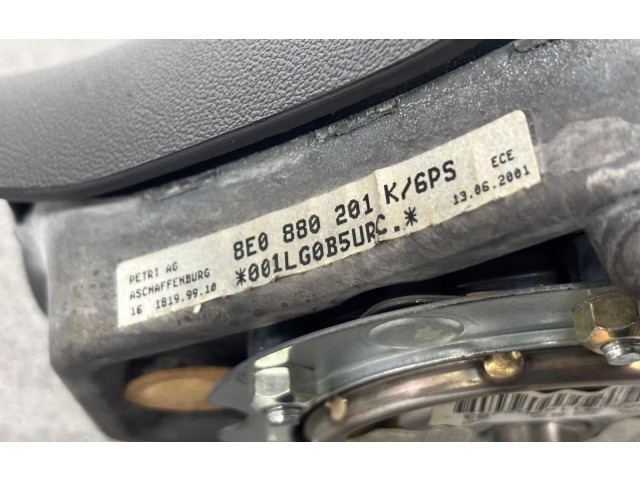 PETRI AG
ASCHAFFENBURG
16 1819.99.10
8E0 880 201 K/6PS
*001LG0B5URC.*
ECE
13.06.2001